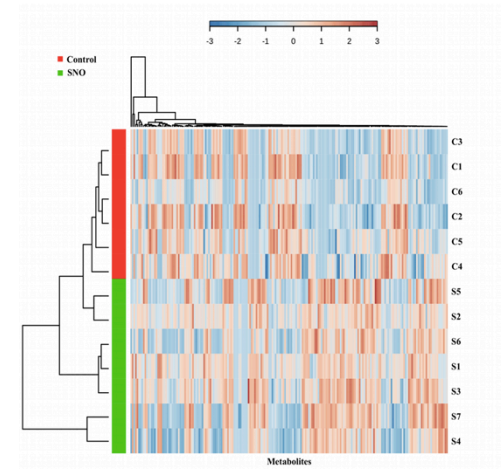 -3 -2 -1 0 1 2 3
Control
SNO
C3
C1
C6
C2
C5
C4
S5
S2
S6
S1
S3
S7
S4
Metabolites